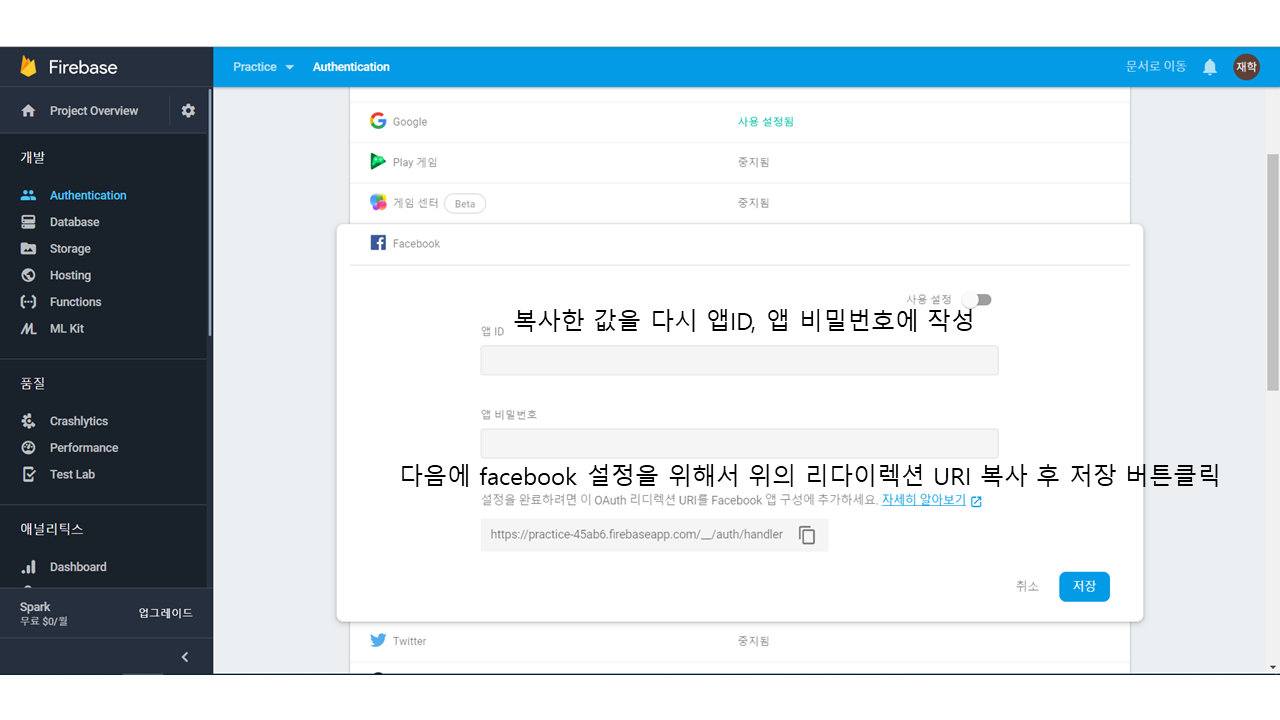 Firebase
Practice
Authentication
문서로 이동
재학
Project Overview
개발
Authentication
Database
Storage
Hosting
Functions
ML Kit
품질
Crashlytics
Performance
Test Lab
애널리틱스
Dashboard
Spark
무료 $0/월
업그레이드
Google
사용 설정됨
Play 게임
중지됨
게임 센터
Beta
중지됨
Facebook
사용 설정
복사한 값을 다시 앱ID, 앱 비밀번호에 작성
앱 ID
앱 비밀번호
다음에 facebook 설정을 위해서 위의 리다이렉션 URI 복사 후 저장 버튼클릭
설정을 완료하려면 이 OAuth 리디렉션 URI를 Facebook 앱 구성에 추가하세요. 자세히 알아보기
https://practice-45ab6.firebaseapp.com/__/auth/handler
취소
저장
Twitter
중지됨